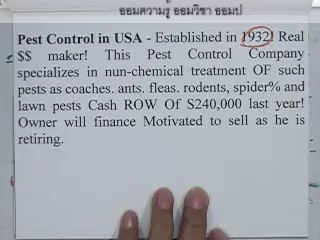 ออมความรู้ ออมวิชา ออมป
Pest Control in USA - Established in 1932! Real
$$ maker! This Pest Control Company
specializes in nun-chemical treatment OF such
pests as coaches. ants. fleas. rodents, spider% and
lawn pests Cash ROW Of S240,000 last year!
Owner will finance Motivated to sell as he is
retiring.